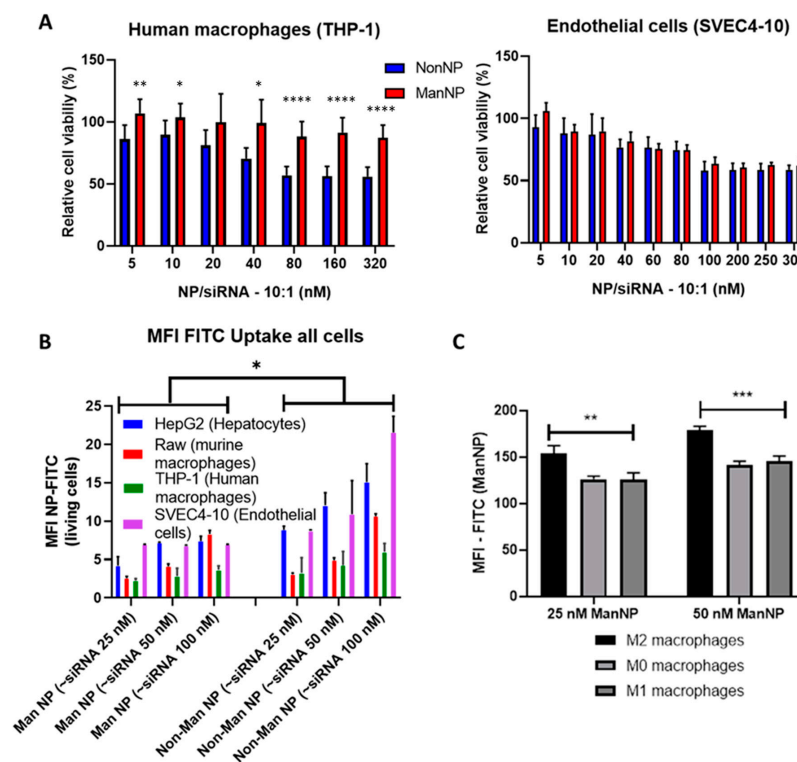 A
Human macrophages (THP-1)
Relative cell viabiliy (%)
150
100
50
0
** * * **** **** ****
5 10 20 40 80 160 320
NP/siRNA - 10:1 (nM)
NonNP
ManNP
Endothelial cells (SVEC4-10)
Relative cell viability (%)
150
100
50
0
5 10 20 40 60 80 100 200 250 30
NP/siRNA - 10:1 (nM)
B
MFI FITC Uptake all cells
*
MFI NP-FITC
(living cells)
25
20
15
10
5
0
HepG2 (Hepatocytes)
Raw (murine
macrophages)
THP-1 (Human
macrophages)
SVEC4-10 (Endothelial
cells)
Man NP (~siRNA 25 nM)
Man NP (~siRNA 50 nM)
Man NP (~siRNA 100 nM)
Non-Man NP (~siRNA 25 nM)
Non-Man NP (~siRNA 50 nM)
Non-Man NP (~siRNA 100 nM)
C
MFI - FITC (ManNP)
200
150
100
50
0
**
***
25 nM ManNP 50 nM ManNP
M2 macrophages
M0 macrophages
M1 macrophages